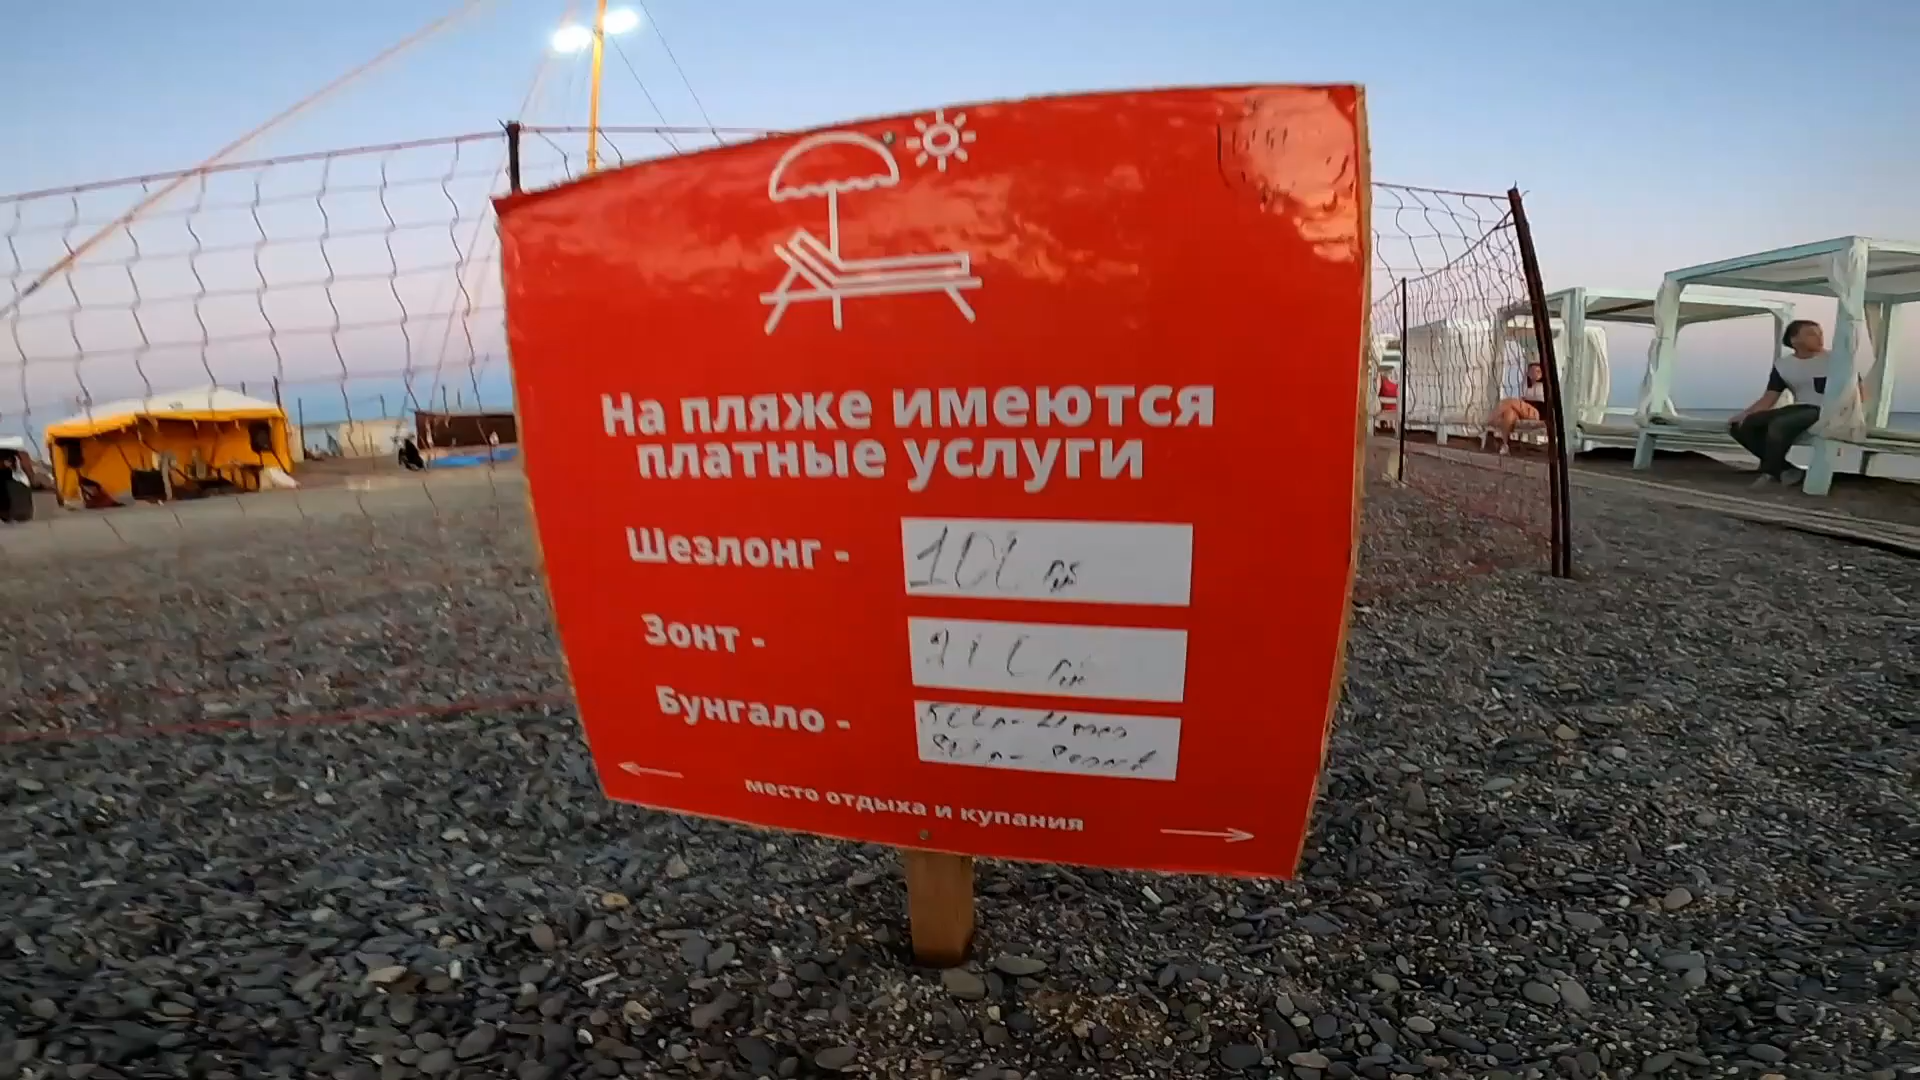 На пляже имеются
платные услуги
Шезлонг -
Зонт -
Бунгало -
место отдыха и купания